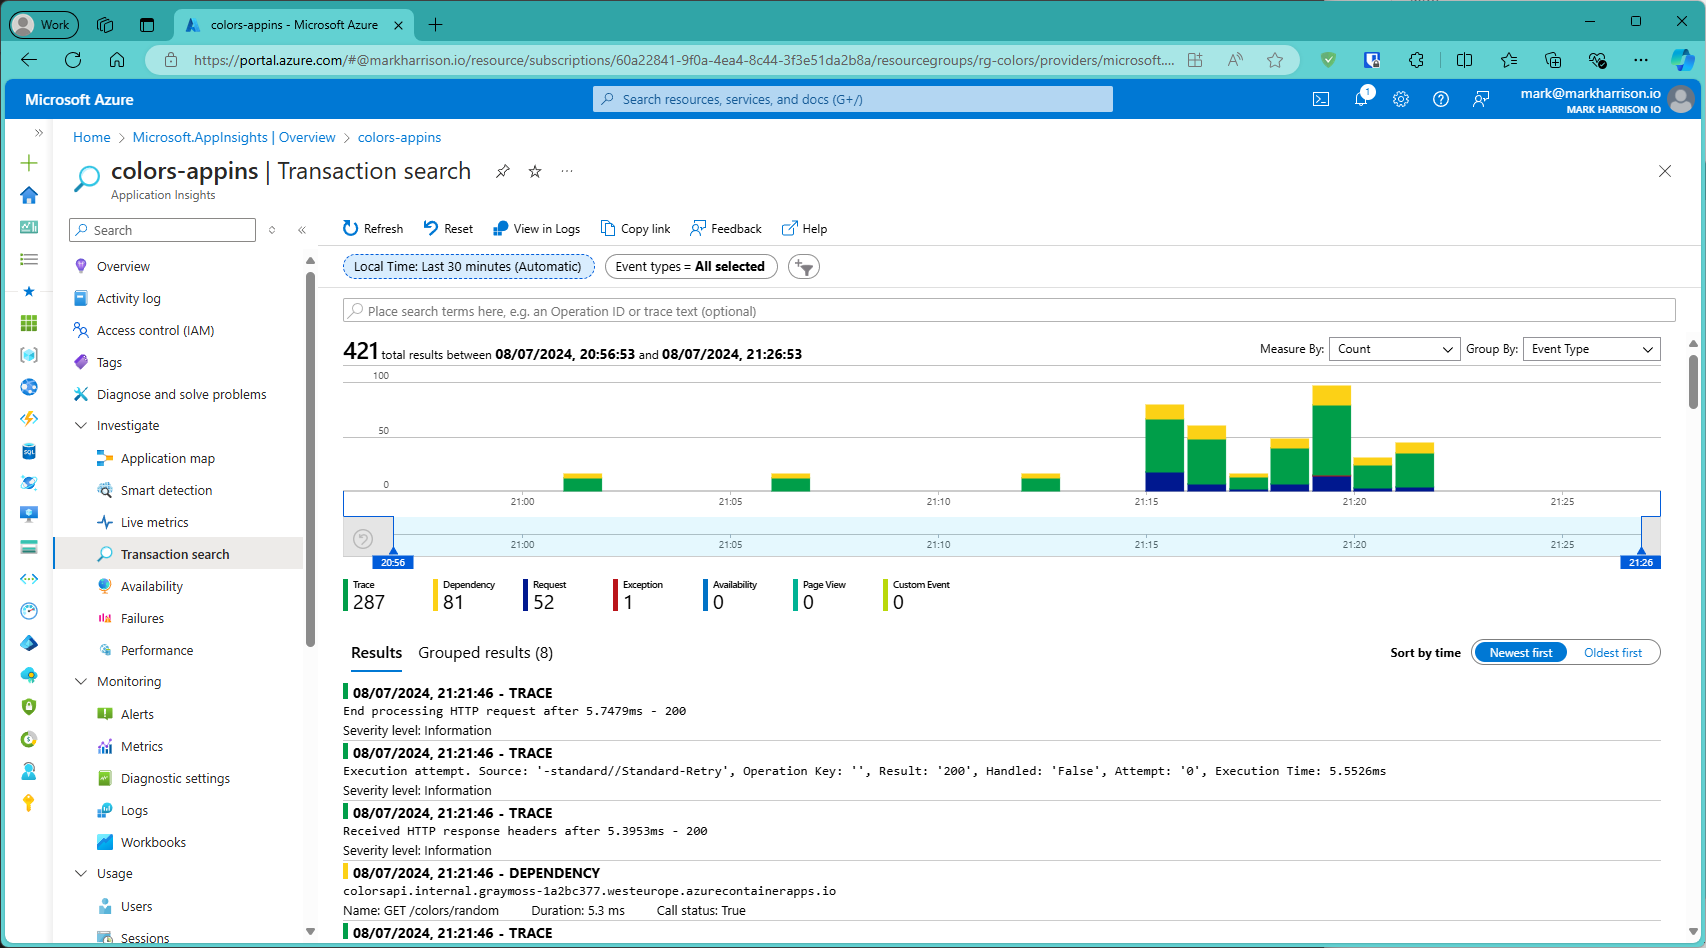 Work
colors-appins - Microsoft Azure
https://portal.azure.com/#@markharrison.io/resource/subscriptions/60a22841-9f0a-4ea4-8c44-3f3e51da2b8a/resourcegroups/rg-colors/providers/microsoft....
Microsoft Azure
Search resources, services, and docs (G+/)
1
mark@markharrison.io
MARK HARRISON IO
Home > Microsoft.AppInsights | Overview > colors-appins
colors-appins | Transaction search
Application Insights
Search
Refresh
Reset
View in Logs
Copy link
Feedback
Help
Overview
Activity log
Access control (IAM)
Tags
Diagnose and solve problems
Investigate
Application map
Smart detection
Live metrics
Transaction search
Availability
Failures
Performance
Monitoring
Alerts
Metrics
Diagnostic settings
Logs
Workbooks
Usage
Users
Sessions
Local Time: Last 30 minutes (Automatic)
Event types = All selected
Place search terms here, e.g. an Operation ID or trace text (optional)
421 total results between 08/07/2024, 20:56:53 and 08/07/2024, 21:26:53
Measure By: Count
Group By: Event Type
100
50
0
21:00 21:05 21:10 21:15 21:20 21:25
21:00 21:05 21:10 21:15 21:20 21:25
20:56 21:26
Trace Dependency Request Exception Availability Page View Custom Event
287 81 52 1 0 0 0
Results
Grouped results (8)
Sort by time
Newest first
Oldest first
08/07/2024, 21:21:46 - TRACE
End processing HTTP request after 5.7479ms - 200
Severity level: Information
08/07/2024, 21:21:46 - TRACE
Execution attempt. Source: '-standard//Standard-Retry', Operation Key: '', Result: '200', Handled: 'False', Attempt: '0', Execution Time: 5.5526ms
Severity level: Information
08/07/2024, 21:21:46 - TRACE
Received HTTP response headers after 5.3953ms - 200
Severity level: Information
08/07/2024, 21:21:46 - DEPENDENCY
colorsapi.internal.graymoss-1a2bc377.westeurope.azurecontainerapps.io
Name: GET /colors/random Duration: 5.3 ms Call status: True
08/07/2024, 21:21:46 - TRACE